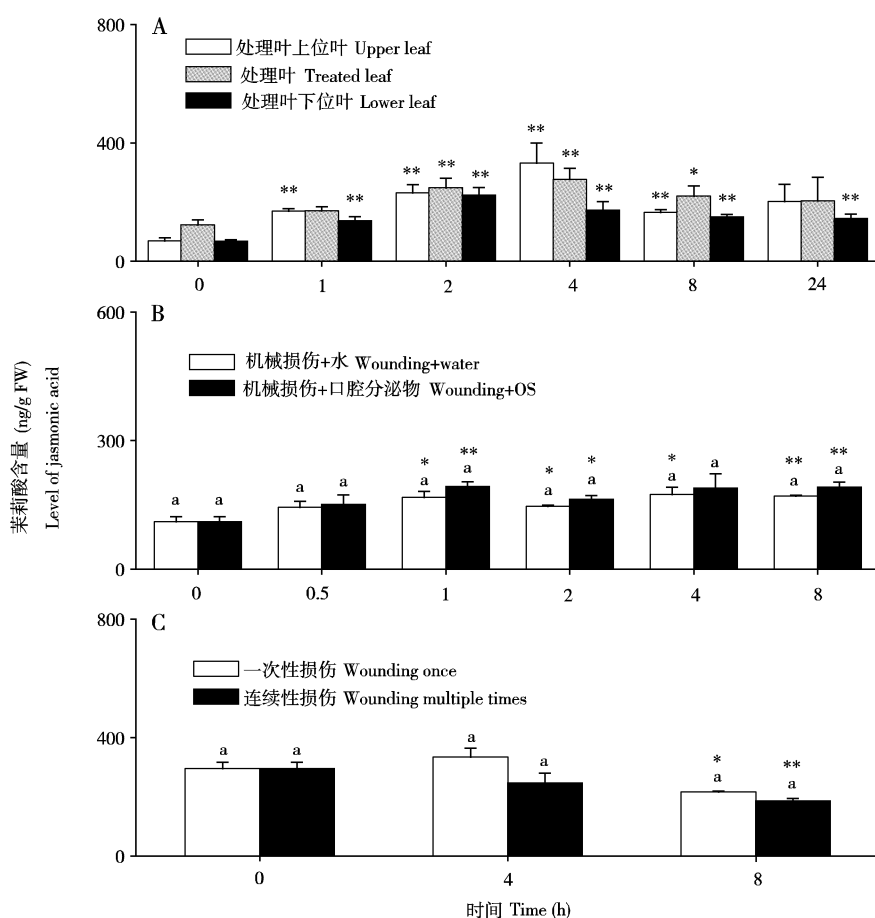 茉莉酸含量 (ng/g FW)
Level of jasmonic acid
A
800
400
0
处理叶上位叶 Upper leaf
处理叶 Treated leaf
处理叶下位叶 Lower leaf
** ** ** ** ** ** ** ** ** * ** **
0 1 2 4 8 24
B
600
300
0
机械损伤+水 Wounding+water
机械损伤+口腔分泌物 Wounding+OS
* ** * * * ** **
a a a a a a a a a a a a
0 0.5 1 2 4 8
C
800
400
0
一次性损伤 Wounding once
连续性损伤 Wounding multiple times
* **
a a a a a a
0 4 8
时间 Time (h)